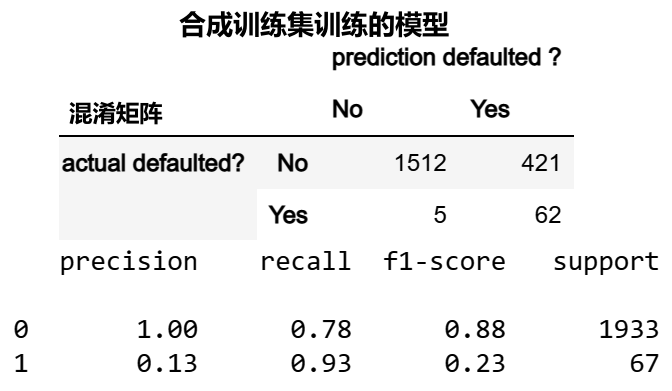 合成训练集训练的模型
prediction defaulted ?
混淆矩阵 No Yes
actual defaulted? No 1512 421
Yes 5 62
precision recall f1-score support
0 1.00 0.78 0.88 1933
1 0.13 0.93 0.23 67